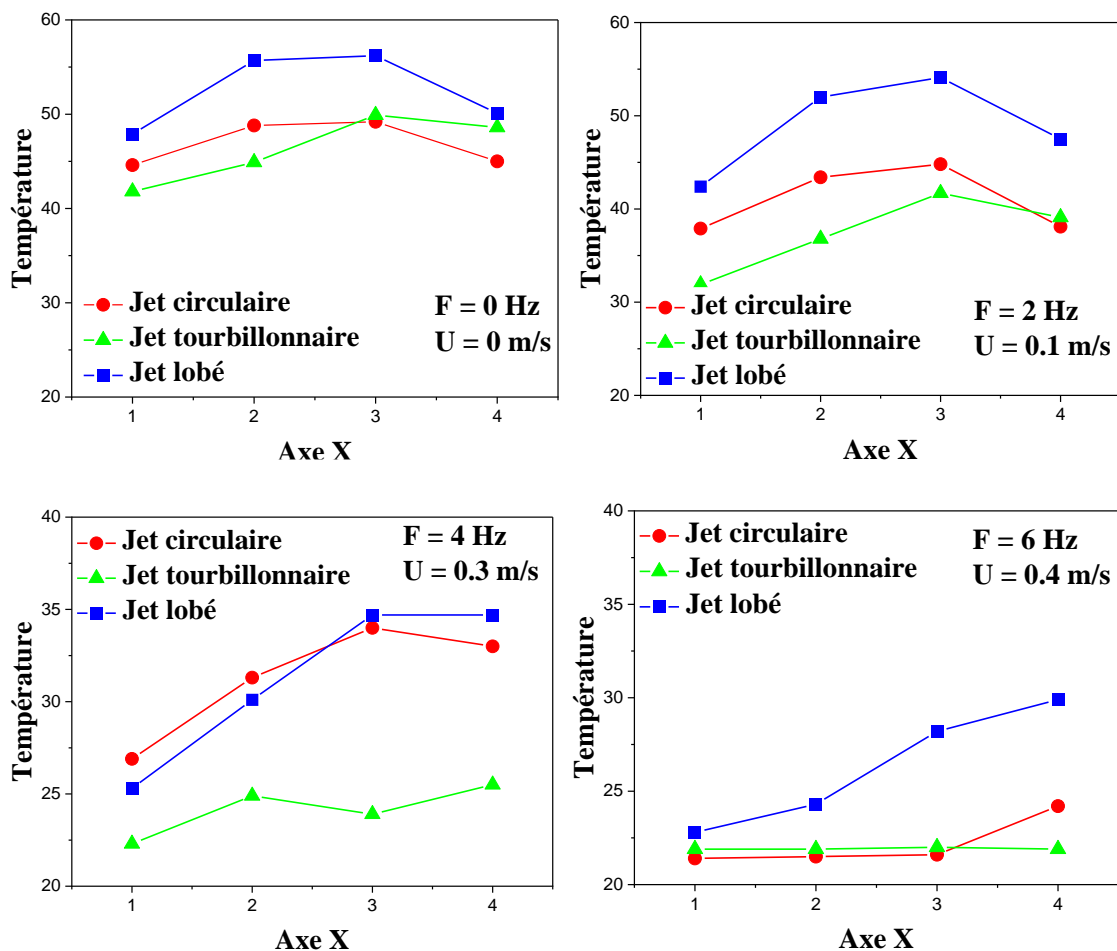 60
50
40
30
20
Température
Jet circulaire
Jet tourbillonnaire
Jet lobé
F = 0 Hz
U = 0 m/s
1 2 3 4
Axe X
60
50
40
30
20
Température
Jet circulaire
Jet tourbillonnaire
Jet lobé
F = 2 Hz
U = 0.1 m/s
1 2 3 4
Axe X
40
35
30
25
20
Température
Jet circulaire
Jet tourbillonnaire
Jet lobé
F = 4 Hz
U = 0.3 m/s
1 2 3 4
Axe X
40
35
30
25
20
Température
Jet circulaire
Jet tourbillonnaire
Jet lobé
F = 6 Hz
U = 0.4 m/s
1 2 3 4
Axe X